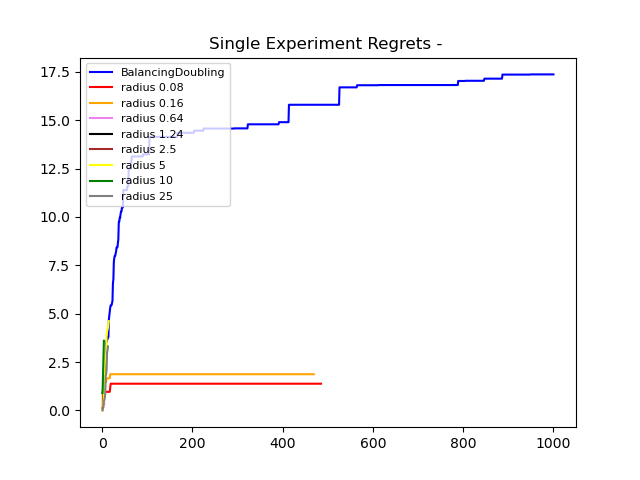 Single Experiment Regrets -
17.5
15.0
12.5
10.0
7.5
5.0
2.5
0.0
BalancingDoubling
radius 0.08
radius 0.16
radius 0.64
radius 1.24
radius 2.5
radius 5
radius 10
radius 25
0 200 400 600 800 1000